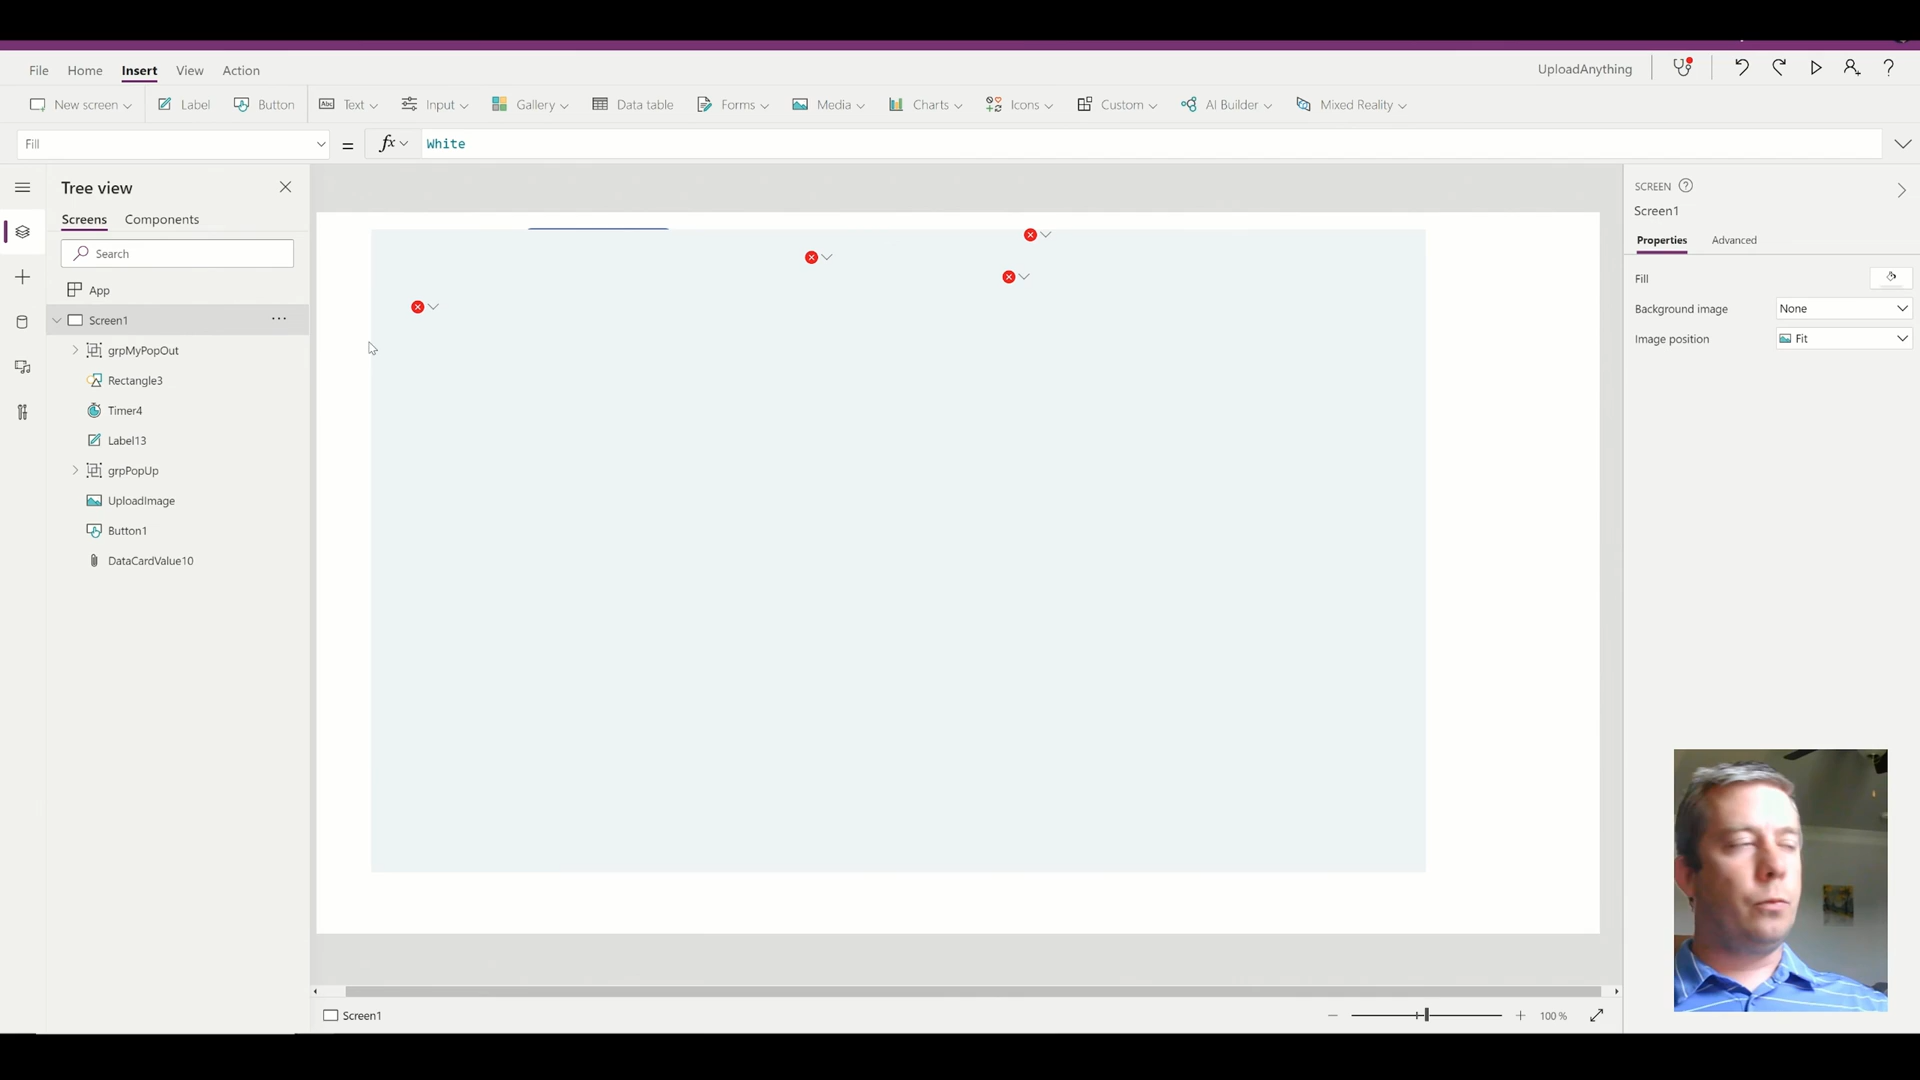 File Home Insert View Action UploadAnything
New screen Label Button Text Input Gallery Data table Forms Media Charts Icons Custom AI Builder Mixed Reality
Fill = fx White
Tree view
Screens Components
Search
App
Screen1
grpMyPopOut
Rectangle3
Timer4
Label13
grpPopUp
UploadImage
Button1
DataCardValue10
SCREEN
Screen1
Properties Advanced
Fill
Background image None
Image position Fit
Screen1 100 %